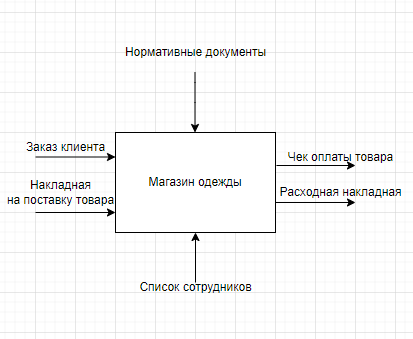 Нормативные документы
Заказ клиента
Накладная
на поставку товара
Магазин одежды
Чек оплаты товара
Расходная накладная
Список сотрудников